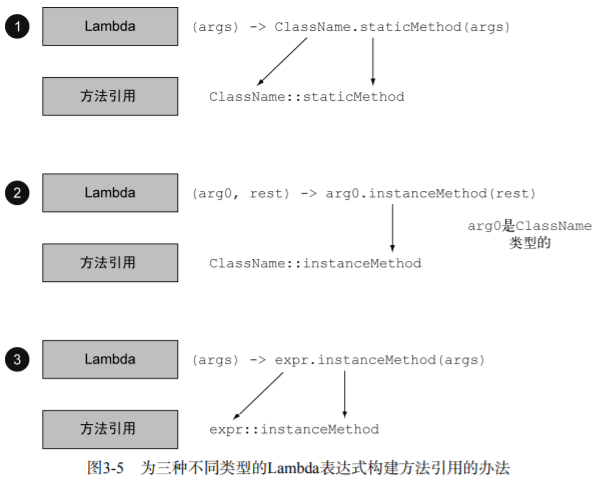 1 Lambda (args) -> ClassName.staticMethod(args)
方法引用 ClassName::staticMethod
2 Lambda (arg0, rest) -> arg0.instanceMethod(rest)
arg0是ClassName
类型的
方法引用 ClassName::instanceMethod
3 Lambda (args) -> expr.instanceMethod(args)
方法引用 expr::instanceMethod
图3-5 为三种不同类型的Lambda表达式构建方法引用的办法